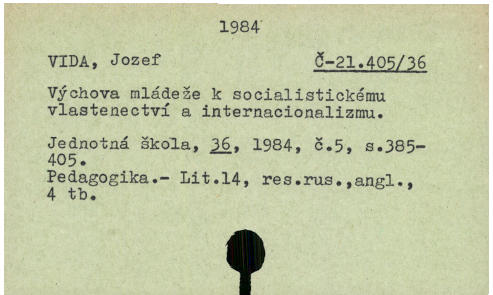 1984
VIDA, Jozef Č-21.405/36
Výchova mládeže k socialistickému
vlastenectví a internacionalizmu.
Jednotná škola, 36, 1984, č.5, s.385-
405.
Pedagogika.- Lit.14, res.rus.,angl.,
4 tb.